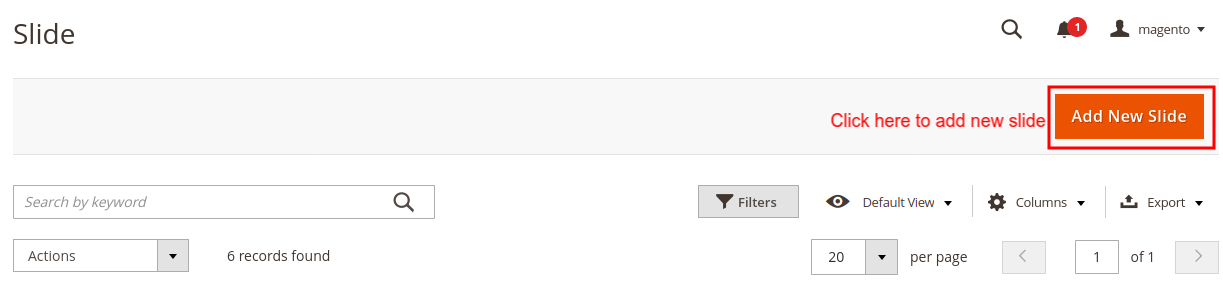 Slide
1
magento
Click here to add new slide
Add New Slide
Search by keyword
Filters
Default View
Columns
Export
Actions
6 records found
20
per page
1
of 1